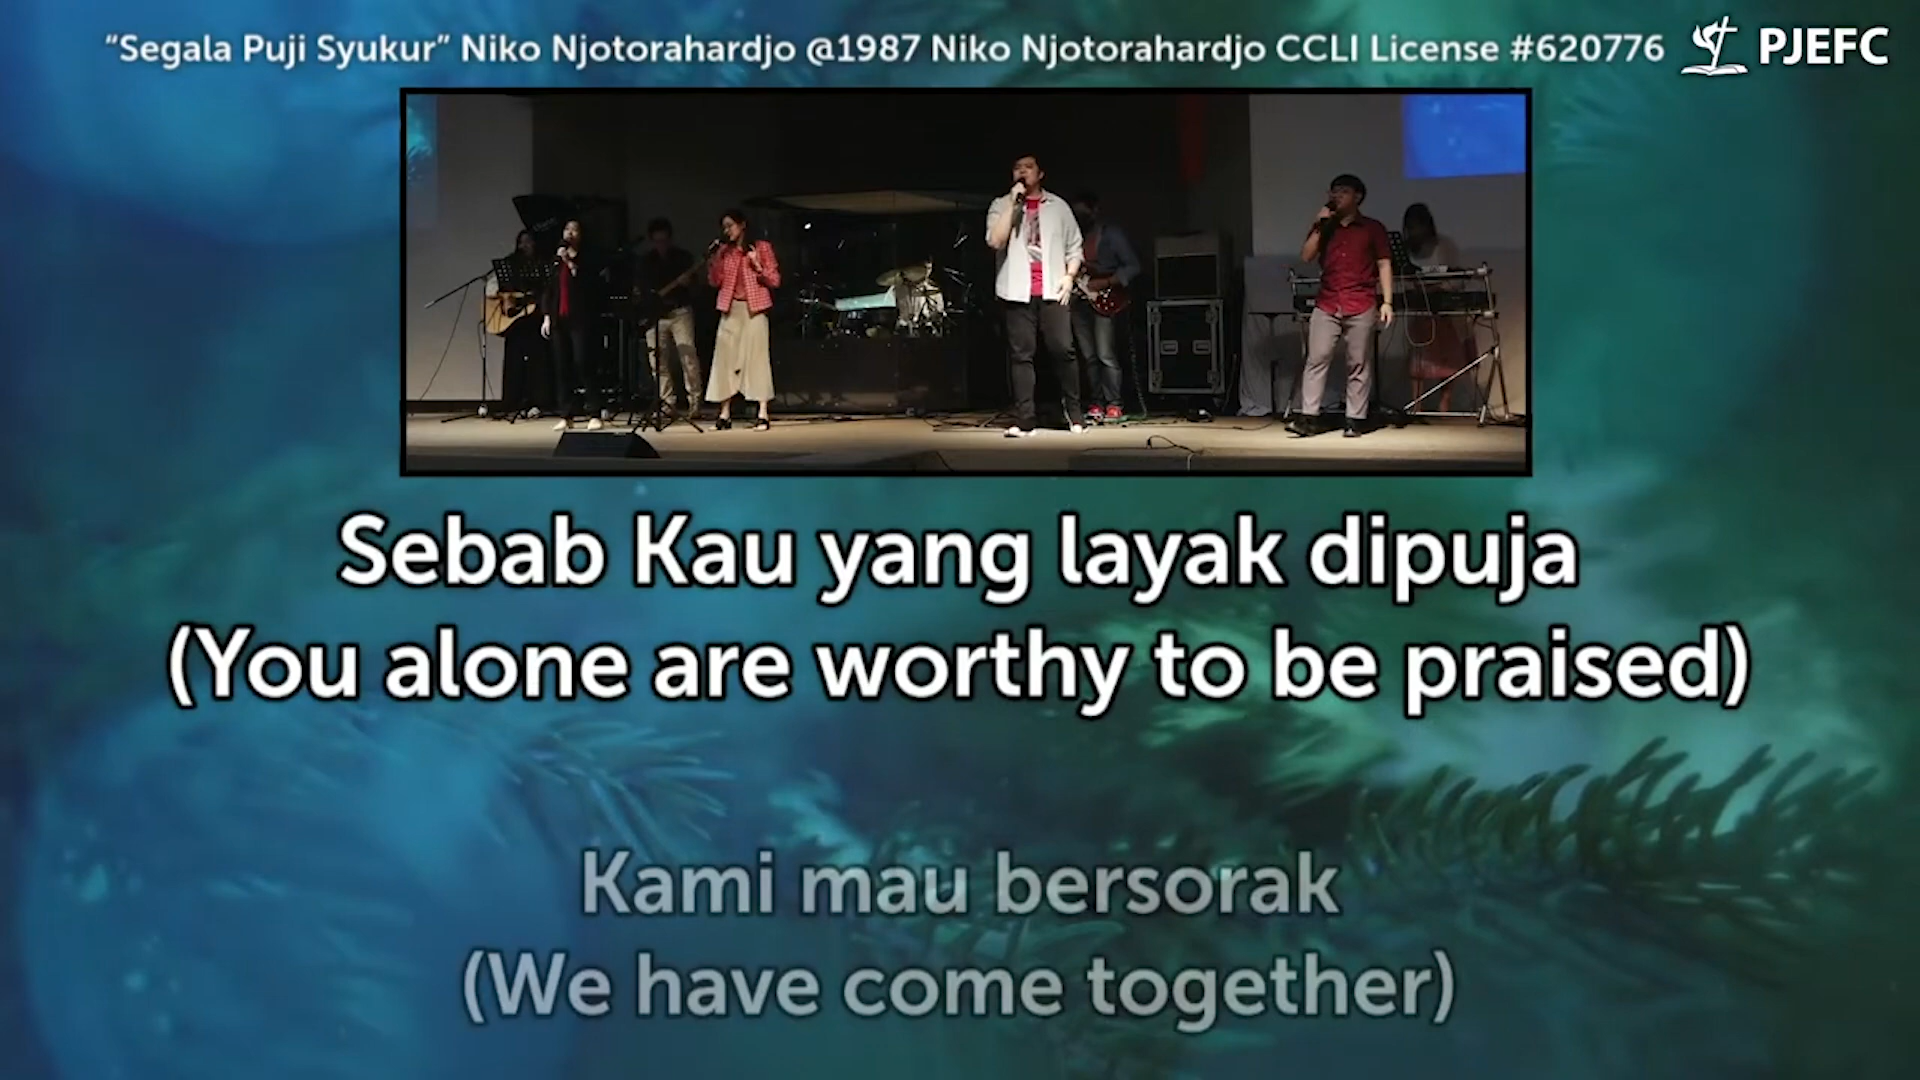 “Segala Puji Syukur” Niko Njotorahardjo @1987 Niko Njotorahardjo CCLI License #620776
PJEFC
Sebab Kau yang layak dipuja
(You alone are worthy to be praised)
Kami mau bersorak
(We have come together)